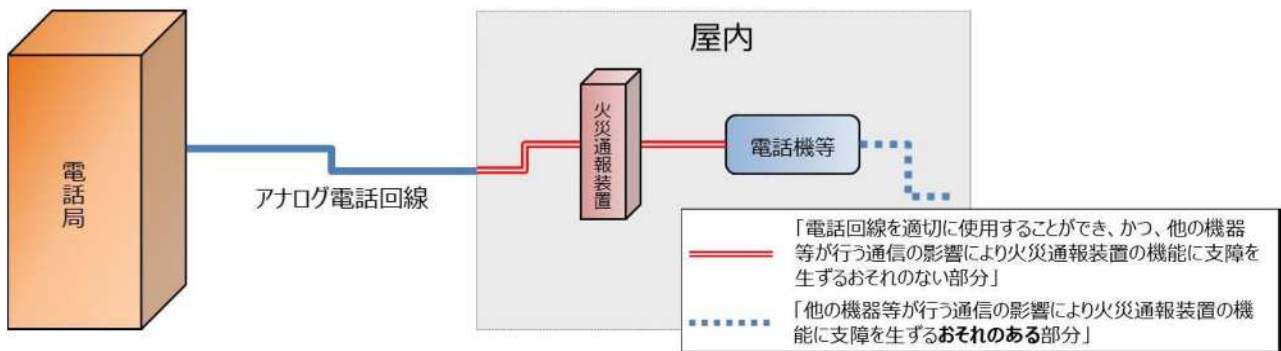 屋内
電話局
アナログ電話回線
火災通報装置
電話機等
「電話回線を適切に使用することができ、かつ、他の機器
等が行う通信の影響により火災通報装置の機能に支障を
生ずるおそれのない部分」
「他の機器等が行う通信の影響により火災通報装置の機
能に支障を生ずるおそれのある部分」